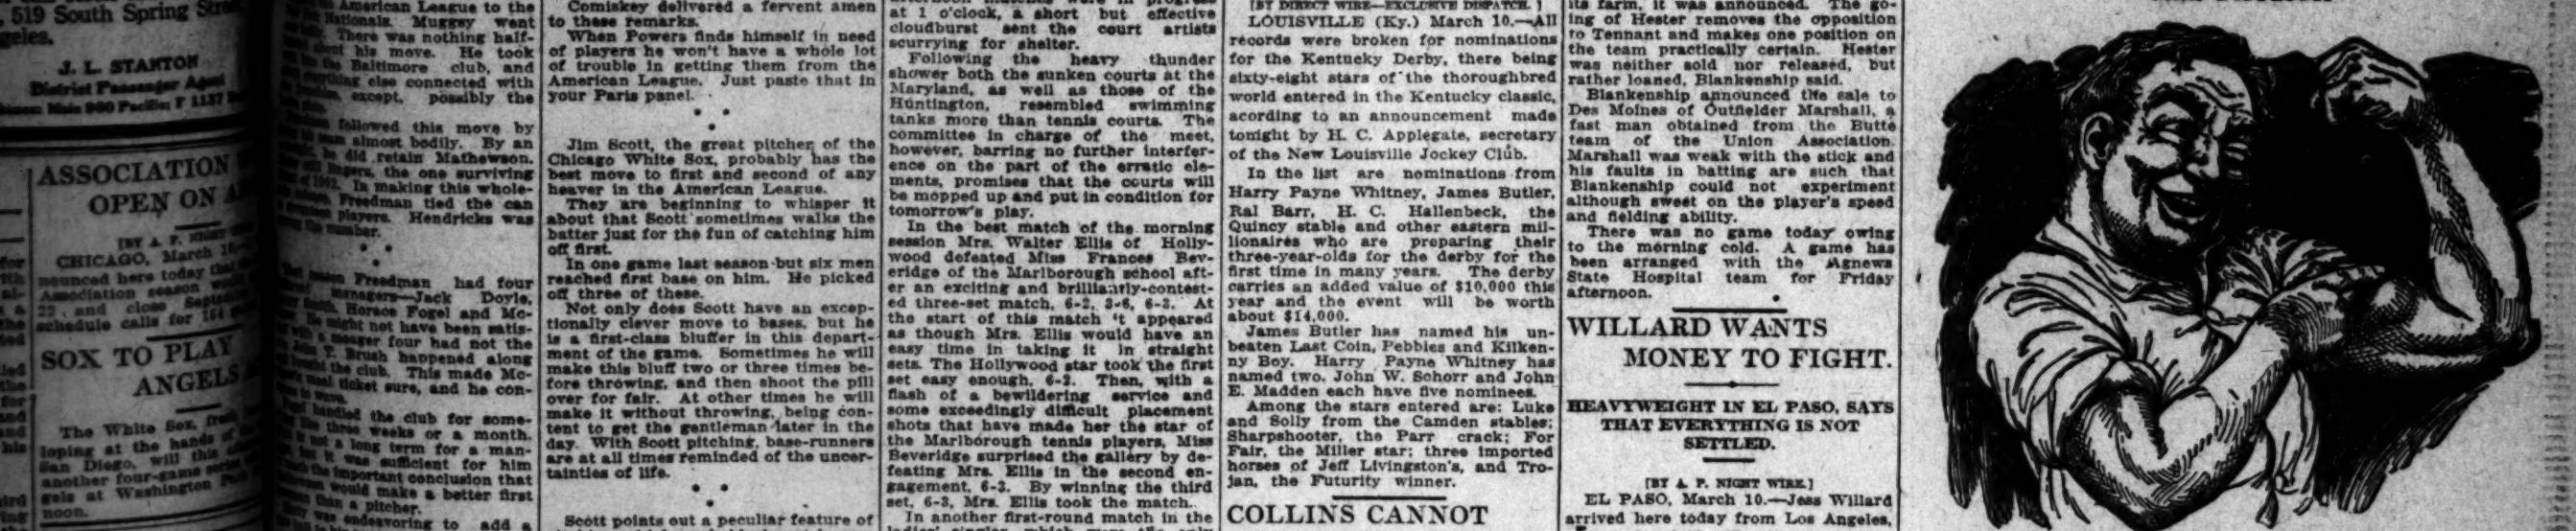 519 South Spring
J. L. STANTON
District Passenger Agent
ASSOCIATION
OPEN ON
[BY A. P. NIGHT
CHICAGO, March
nounced here today
Association season
22, and close
schedule calls for 154
SOX TO PLAY
ANGELS
The White Sox,
loping at the hands of
San Diego, will this
another four-game series
gels at Washington
noon.
American League to the
Nationals. Muggsy went
There was nothing half-
about his move. He took
the Baltimore club, and
everything else connected with
except, possibly the
followed this move by
almost bodily. By an
he did retain Mathewson.
the one surviving
of 1902. In making this whole-
Freedman tied the can
players. Hendricks was
the number.
Freedman had four
managers—Jack Doyle,
Horace Fogel and Mc-
He might not have been satis-
meager four had not the
John T. Brush happened along
the club. This made Mc-
meal ticket sure, and he con-
handled the club for some-
three weeks or a month.
not a long term for a man-
it was sufficient for him
the important conclusion that
would make a better first
than a pitcher.
was endeavoring to add a
Comiskey delivered a fervent amen
to these remarks.
When Powers finds himself in need
of players he won't have a whole lot
of trouble in getting them from the
American League. Just paste that in
your Paris panel.
Jim Scott, the great pitcher of the
Chicago White Sox, probably has the
best move to first and second of any
heaver in the American League.
They are beginning to whisper it
about that Scott sometimes walks the
batter just for the fun of catching him
off first.
In one game last season but six men
reached first base on him. He picked
off three of these.
Not only does Scott have an excep-
tionally clever move to bases, but he
is a first-class bluffer in this depart-
ment of the game. Sometimes he will
make this bluff two or three times be-
fore throwing, and then shoot the pill
over for fair. At other times he will
make it without throwing, being con-
tent to get the gentleman later in the
day. With Scott pitching, base-runners
are at all times reminded of the uncer-
tainties of life.
Scott points out a peculiar feature of
at 1 o'clock, a short but effective
cloudburst sent the court artists
scurrying for shelter.
Following the heavy thunder
shower both the sunken courts at the
Maryland, as well as those of the
Huntington, resembled swimming
tanks more than tennis courts. The
committee in charge of the meet,
however, barring no further interfer-
ence on the part of the erratic ele-
ments, promises that the courts will
be mopped up and put in condition for
tomorrow's play.
In the best match of the morning
session Mrs. Walter Ellis of Holly-
wood defeated Miss Frances Bev-
eridge of the Marlborough school aft-
er an exciting and brilliantly-contest-
ed three-set match, 6-2, 3-6, 6-3. At
the start of this match 't appeared
as though Mrs. Ellis would have an
easy time in taking it in straight
sets. The Hollywood star took the first
set easy enough, 6-2. Then, with a
flash of a bewildering service and
some exceedingly difficult placement
shots that have made her the star of
the Marlborough tennis players, Miss
Beveridge surprised the gallery by de-
feating Mrs. Ellis in the second en-
gagement, 6-3. By winning the third
set, 6-3, Mrs. Ellis took the match.
In another first-round match in the
[BY DIRECT WIRE—EXCLUSIVE DISPATCH.]
LOUISVILLE (Ky.) March 10.—All
records were broken for nominations
for the Kentucky Derby, there being
sixty-eight stars of the thoroughbred
world entered in the Kentucky classic,
acording to an announcement made
tonight by H. C. Applegate, secretary
of the New Louisville Jockey Club.
In the list are nominations from
Harry Payne Whitney, James Butler,
Ral Barr, H. C. Hallenbeck, the
Quincy stable and other eastern mil-
lionaires who are preparing their
three-year-olds for the derby for the
first time in many years. The derby
carries an added value of $10,000 this
year and the event will be worth
about $14,000.
James Butler has named his un-
beaten Last Coin, Pebbles and Kilken-
ny Boy. Harry Payne Whitney has
named two. John W. Schorr and John
E. Madden each have five nominees.
Among the stars entered are: Luke
and Solly from the Camden stables;
Sharpshooter, the Parr crack; For
Fair, the Miller star; three imported
horses of Jeff Livingston's, and Tro-
jan, the Futurity winner.
COLLINS CANNOT
its farm, it was announced. The go-
ing of Hester removes the opposition
to Tennant and makes one position on
the team practically certain. Hester
was neither sold nor released, but
rather loaned, Blankenship said.
Blankenship announced the sale to
Des Moines of Outfielder Marshall, a
fast man obtained from the Butte
team of the Union Association.
Marshall was weak with the stick and
his faults in batting are such that
Blankenship could not experiment
although sweet on the player's speed
and fielding ability.
There was no game today owing
to the morning cold. A game has
been arranged with the Agnews
State Hospital team for Friday
afternoon.
WILLARD WANTS
MONEY TO FIGHT.
HEAVYWEIGHT IN EL PASO, SAYS
THAT EVERYTHING IS NOT
SETTLED.
[BY A. P. NIGHT WIRE.]
EL PASO, March 10.—Jess Willard
arrived here today from Los Angeles,